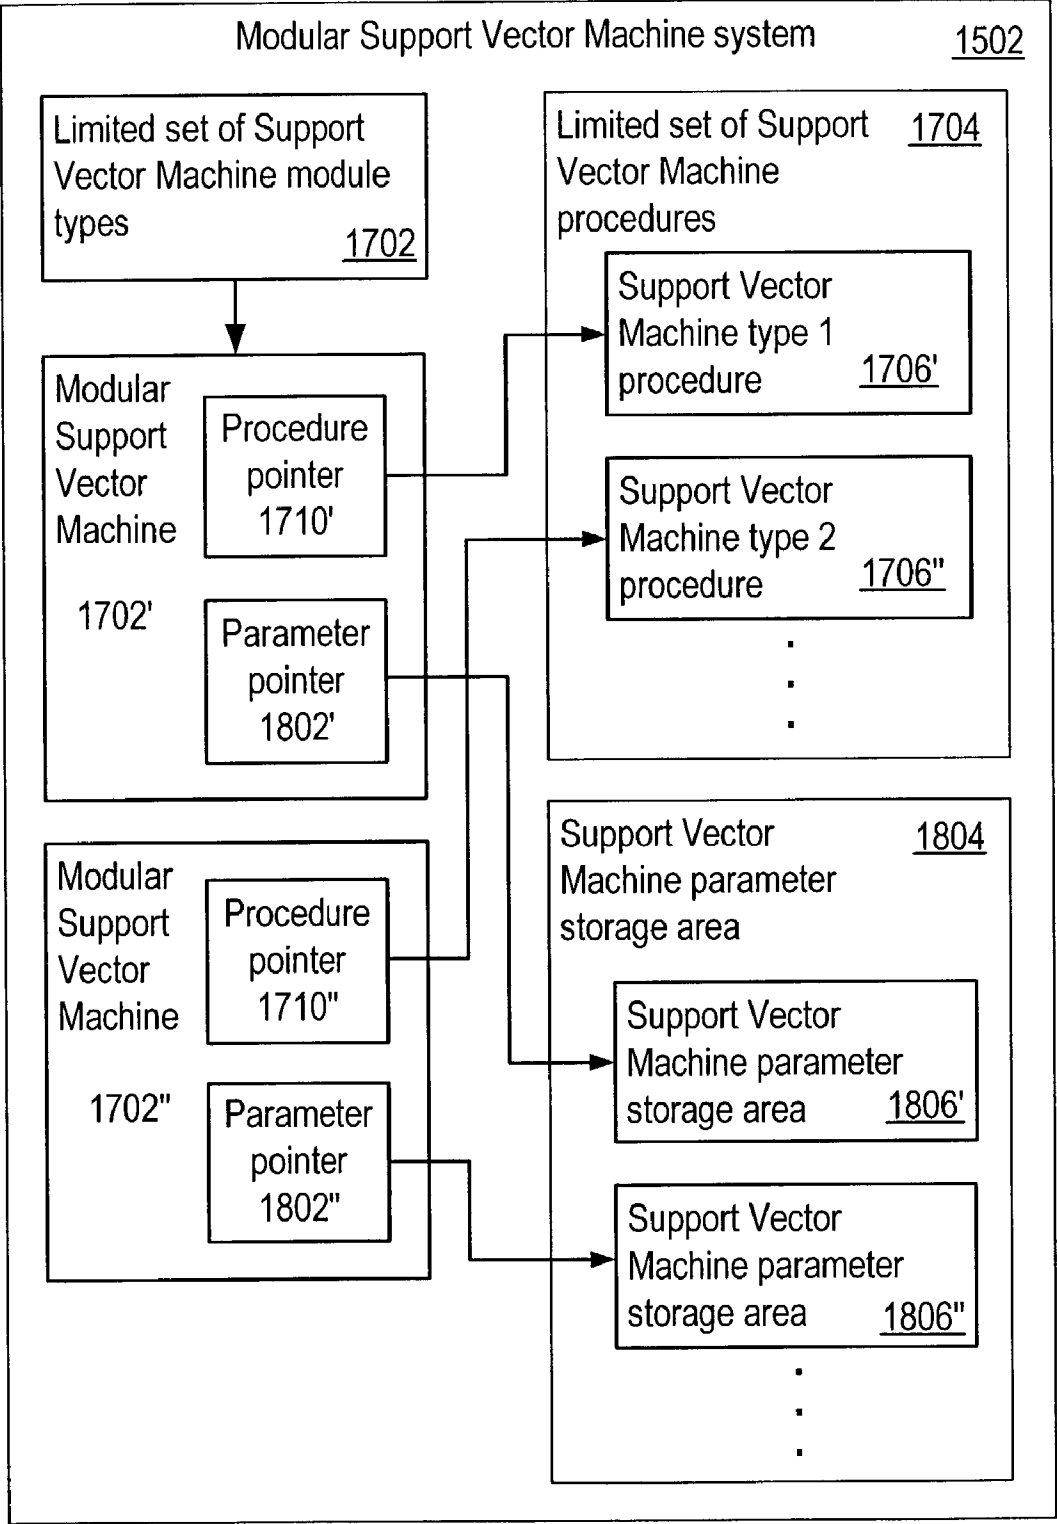 Modular Support Vector Machine system
1502
Limited set of Support
Vector Machine module
types
1702
Limited set of Support
Vector Machine
procedures
1704
Support Vector
Machine type 1
procedure
1706'
Support Vector
Machine type 2
procedure
1706"
.
.
.
Modular
Support
Vector
Machine
1702'
Procedure
pointer
1710'
Parameter
pointer
1802'
Modular
Support
Vector
Machine
1702"
Procedure
pointer
1710"
Parameter
pointer
1802"
Support Vector
Machine parameter
storage area
1804
Support Vector
Machine parameter
storage area
1806'
Support Vector
Machine parameter
storage area
1806"
.
.
.